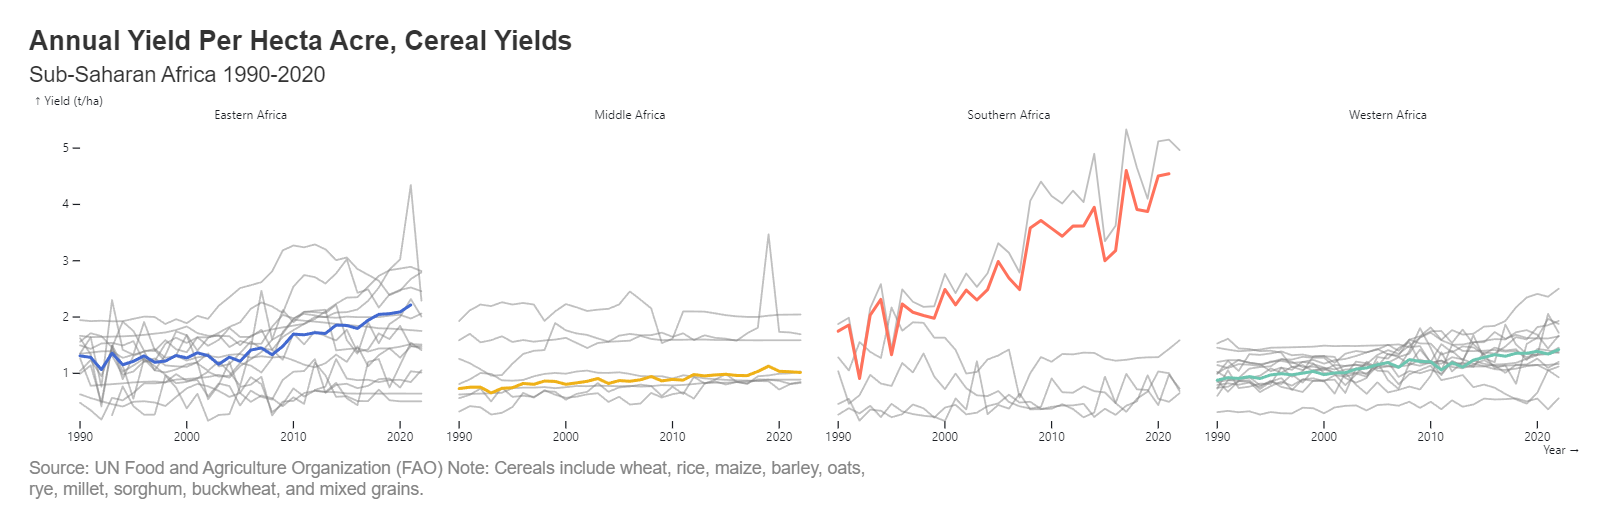 Annual Yield Per Hecta Acre, Cereal Yields
Sub-Saharan Africa 1990-2020
↑ Yield (t/ha)
Eastern Africa
Middle Africa
Southern Africa
Western Africa
5
4
3
2
1
1990 2000 2010 2020
1990 2000 2010 2020
1990 2000 2010 2020
1990 2000 2010 2020
Year →
Source: UN Food and Agriculture Organization (FAO) Note: Cereals include wheat, rice, maize, barley, oats,
rye, millet, sorghum, buckwheat, and mixed grains.